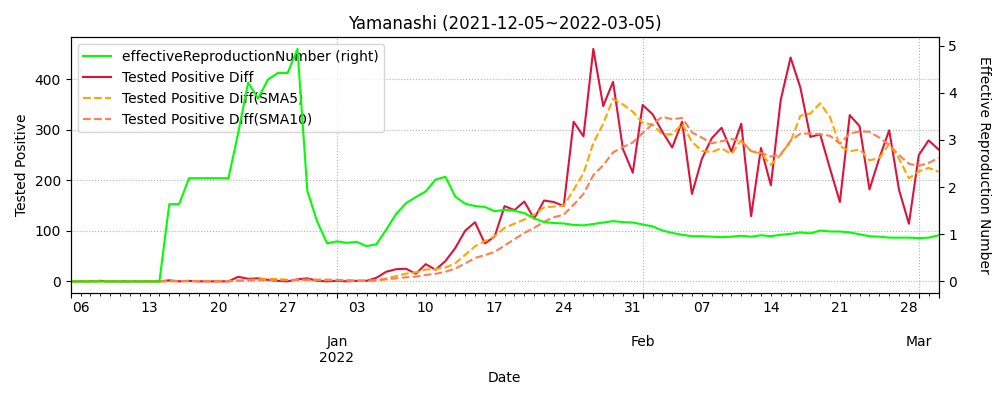 Yamanashi (2021-12-05~2022-03-05)
effectiveReproductionNumber (right)
Tested Positive Diff
Tested Positive Diff(SMA5)
Tested Positive Diff(SMA10)
Tested Positive
400
300
200
100
0
Effective Reproduction Number
5
4
3
2
1
0
06 13 20 27 03 10 17 24 31 07 14 21 28
Jan Feb Mar
2022
Date